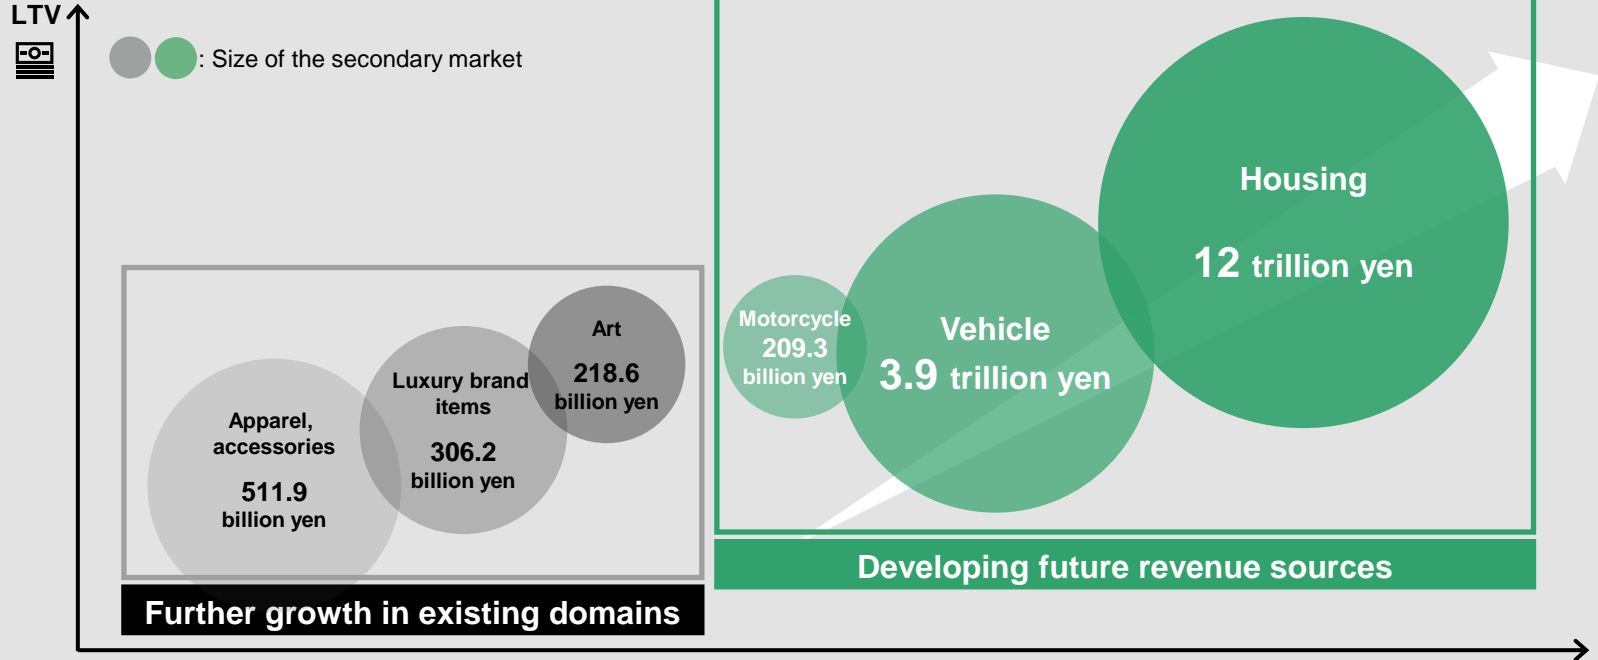 LTV
: Size of the secondary market
Apparel,
accessories
511.9
billion yen
Luxury brand
items
306.2
billion yen
Art
218.6
billion yen
Further growth in existing domains
Motorcycle
209.3
billion yen
Vehicle
3.9 trillion yen
Housing
12 trillion yen
Developing future revenue sources